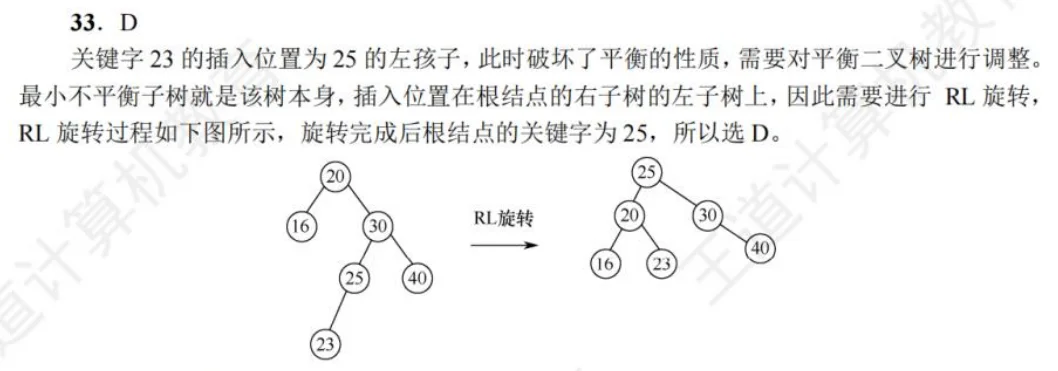 33．D
关键字 23 的插入位置为 25 的左孩子，此时破坏了平衡的性质，需要对平衡二叉树进行调整。
最小不平衡子树就是该树本身，插入位置在根结点的右子树的左子树上，因此需要进行 RL 旋转，
RL 旋转过程如下图所示，旋转完成后根结点的关键字为 25，所以选 D。
20
16
30
25
40
23
RL旋转
25
20
30
16
23
40
道计算机教育
王道计算机教